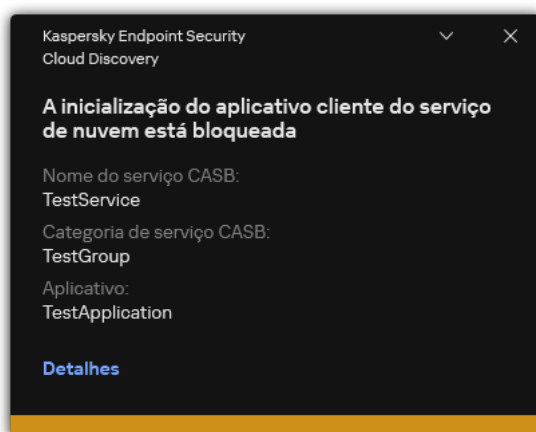 Kaspersky Endpoint Security
Cloud Discovery
A inicialização do aplicativo cliente do serviço
de nuvem está bloqueada
Nome do serviço CASB:
TestService
Categoria de serviço CASB:
TestGroup
Aplicativo:
TestApplication
Detalhes